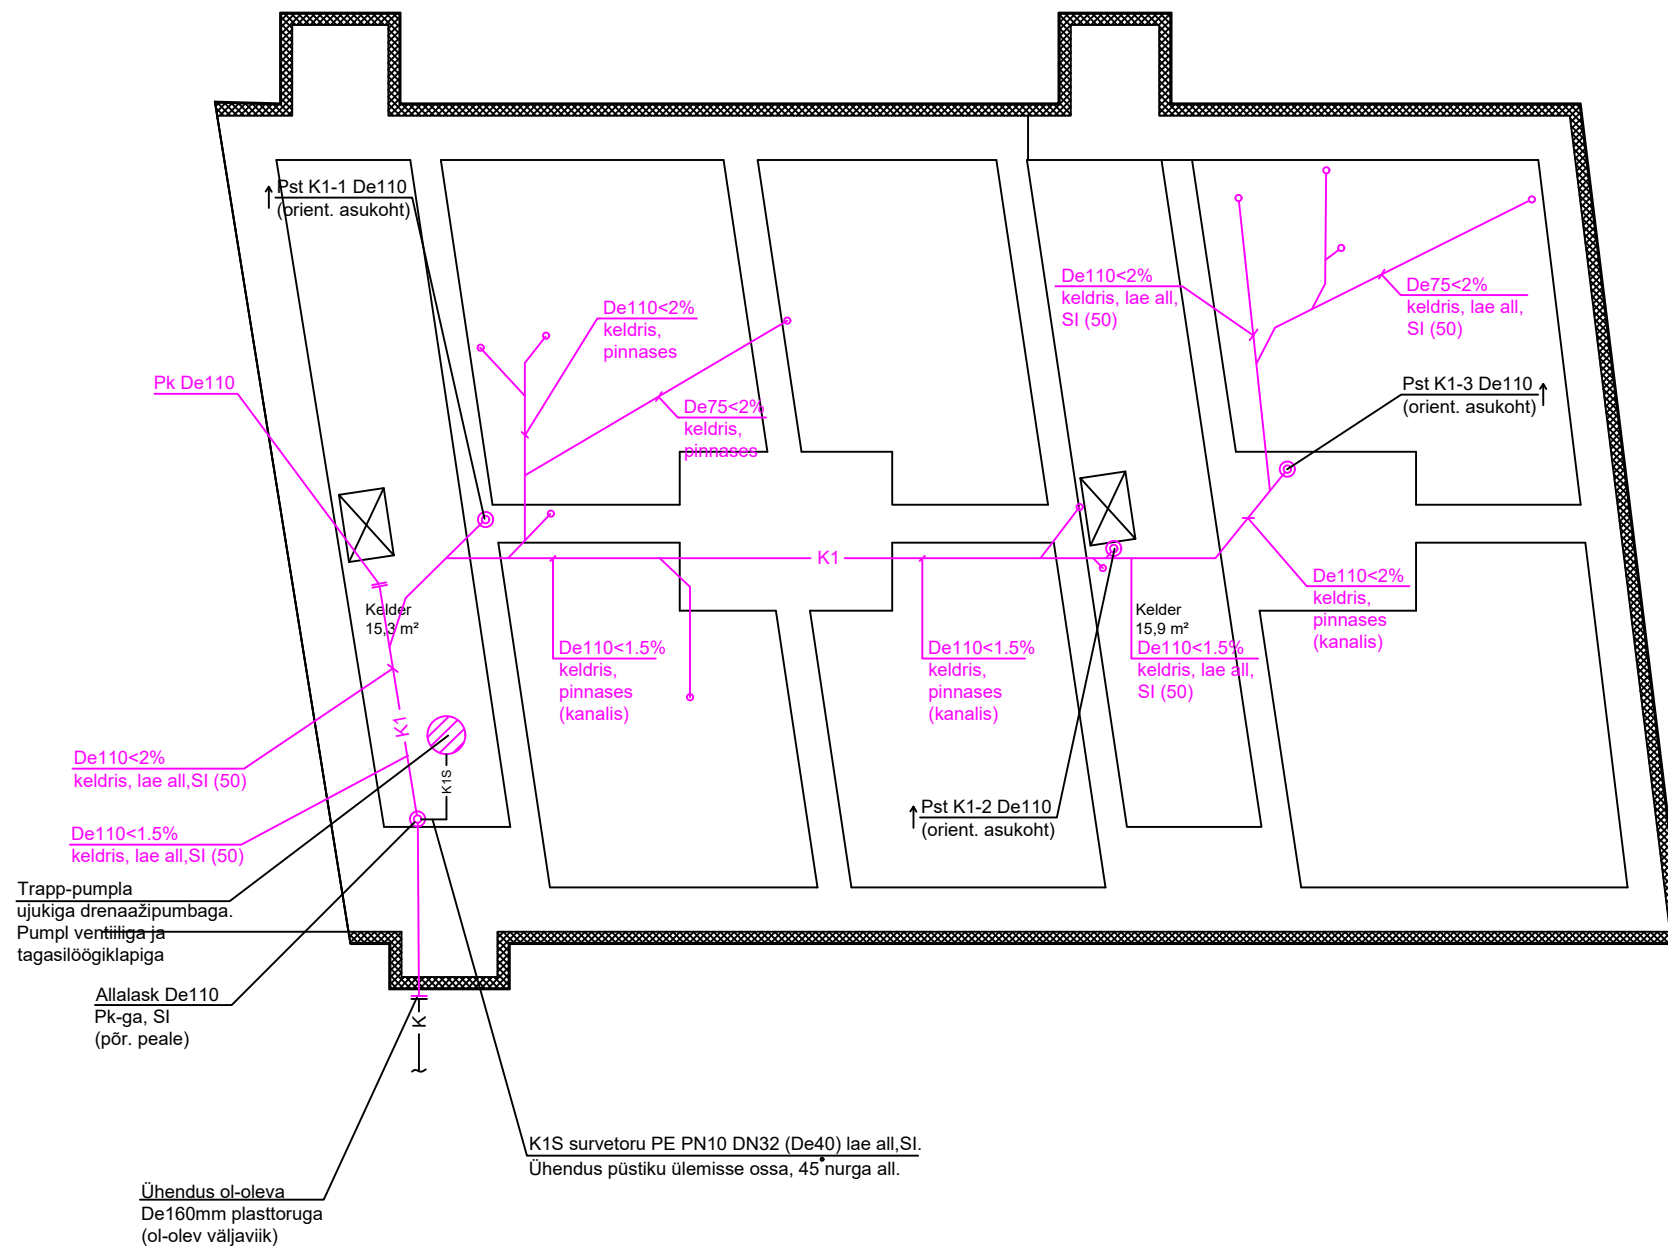 Pst K1-1 De110
(orient. asukoht)
De110<2%
keldris, lae all,
SI (50)
De75<2%
keldris, lae all,
SI (50)
De110<2%
keldris,
pinnases
Pk De110
De75<2%
keldris,
pinnases
Pst K1-3 De110
(orient. asukoht)
K1
De110<2%
keldris,
pinnases
(kanalis)
Kelder
15,3 m²
Kelder
15,9 m²
De110<1.5%
keldris,
pinnases
(kanalis)
De110<1.5%
keldris,
pinnases
(kanalis)
De110<1.5%
keldris, lae all,
SI (50)
K1
De110<2%
keldris, lae all,SI (50)
K1S
De110<1.5%
keldris, lae all,SI (50)
Pst K1-2 De110
(orient. asukoht)
Trapp-pumpla
ujukiga drenaažipumbaga.
Pumpl ventiiliga ja
tagasilöögiklapiga
Allalask De110
Pk-ga, SI
(põr. peale)
K
K1S survetoru PE PN10 DN32 (De40) lae all,SI.
Ühendus püstiku ülemisse ossa, 45° nurga all.
Ühendus ol-oleva
De160mm plasttoruga
(ol-olev väljaviik)